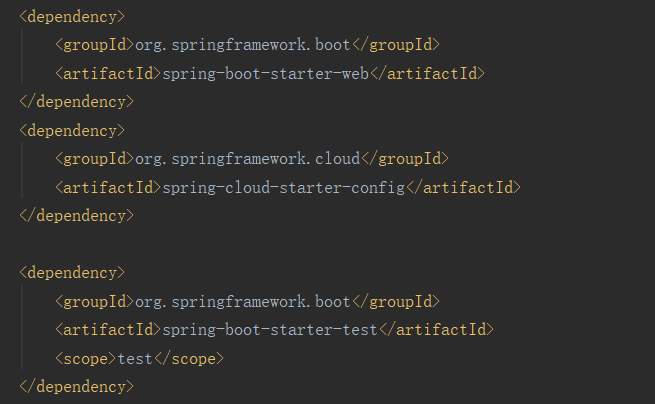 <dependency>
    <groupId>org.springframework.boot</groupId>
    <artifactId>spring-boot-starter-web</artifactId>
</dependency>
<dependency>
    <groupId>org.springframework.cloud</groupId>
    <artifactId>spring-cloud-starter-config</artifactId>
</dependency>

<dependency>
    <groupId>org.springframework.boot</groupId>
    <artifactId>spring-boot-starter-test</artifactId>
    <scope>test</scope>
</dependency>